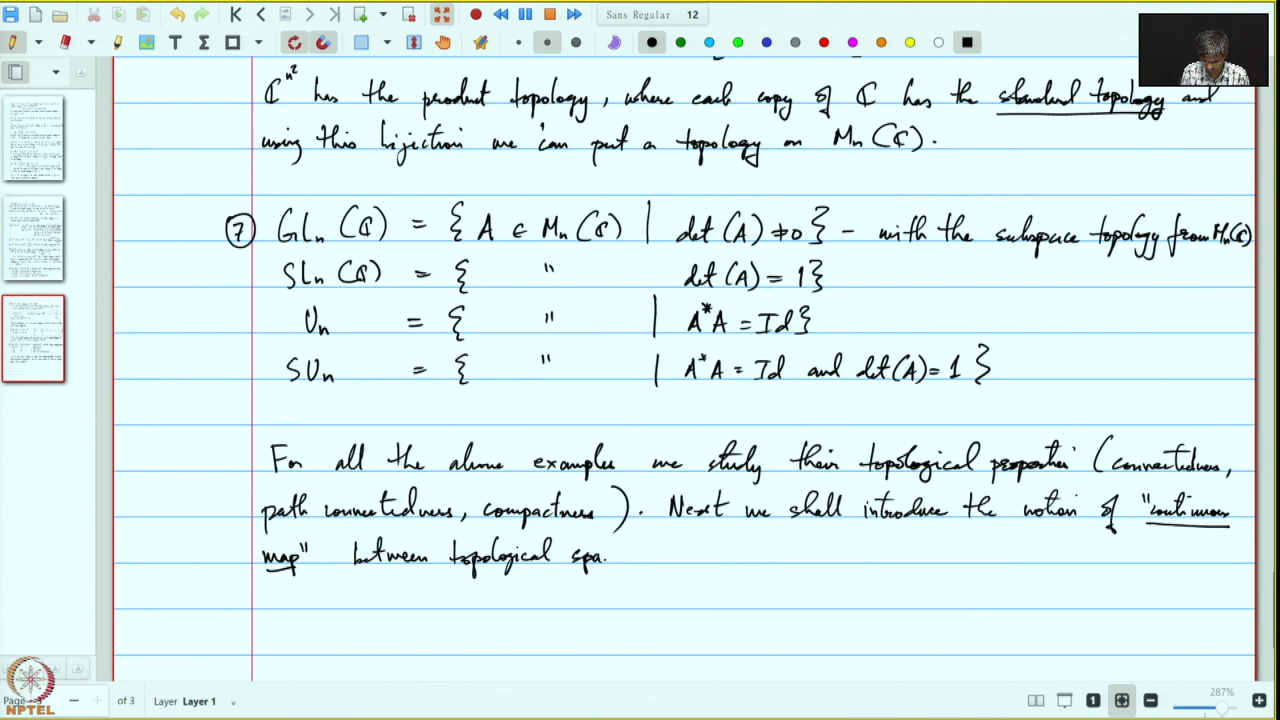 Sans Regular 12
ℂ^{n²} has the product topology, where each copy of ℂ has the standard topology and
using this bijection we can put a topology on Mn(ℂ).
⑦ GLn(ℂ) = { A ∈ Mn(ℂ) | det(A) ≠ 0 } - with the subspace topology from Mn(ℂ)
SLn(ℂ) = { " det(A) = 1 }
Un = { " | A*A = Id }
SUn = { " | A*A = Id and det(A) = 1 }
For all the above examples we study their topological properties (connectedness,
path connectedness, compactness). Next we shall introduce the notion of "continuous
map" between topological spa.
NPTEL
of 3 Layer Layer 1 287%